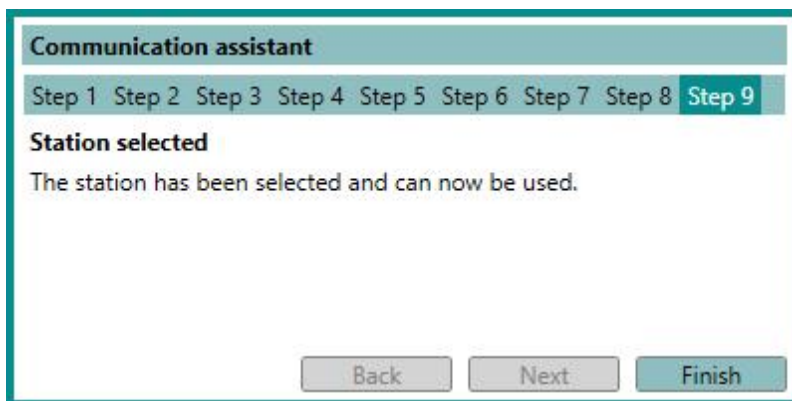 Communication assistant
Step 1 Step 2 Step 3 Step 4 Step 5 Step 6 Step 7 Step 8 Step 9
Station selected
The station has been selected and can now be used.
Back Next Finish